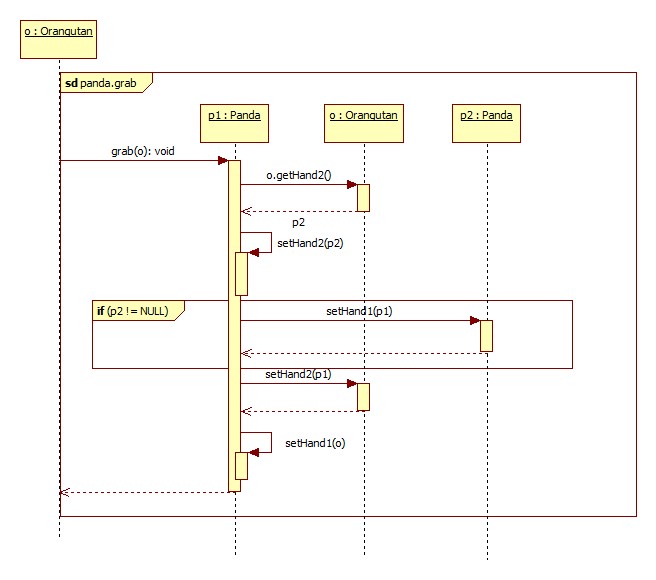 o : Orangutan
sd panda.grab
p1 : Panda
o : Orangutan
p2 : Panda
grab(o): void
o.getHand2()
p2
setHand2(p2)
if (p2 != NULL)
setHand1(p1)
setHand2(p1)
setHand1(o)